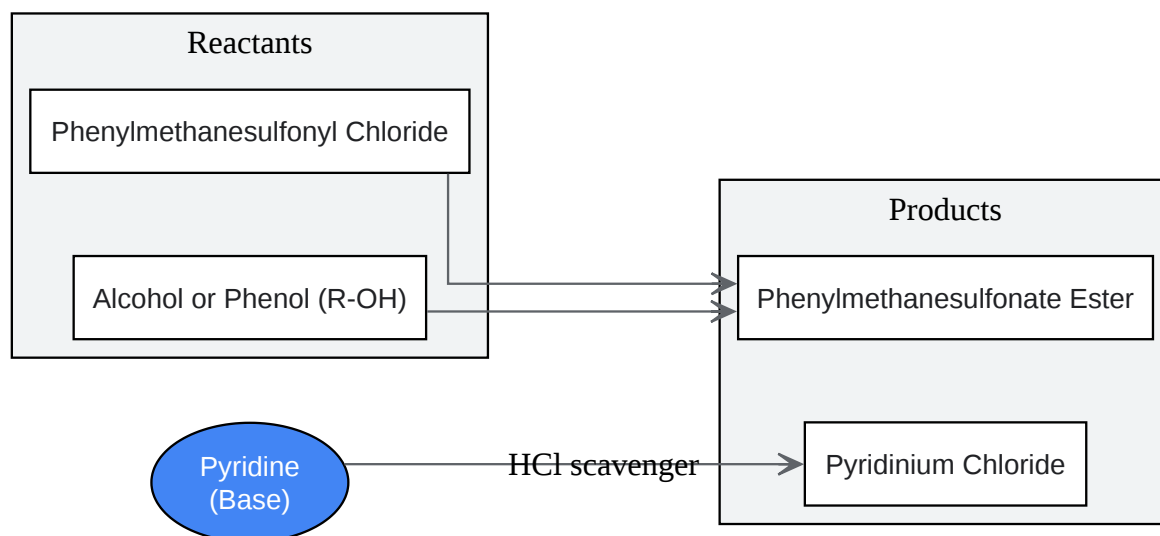 Reactants
Phenylmethanesulfonyl Chloride
Alcohol or Phenol (R-OH)
Products
Phenylmethanesulfonate Ester
Pyridine
(Base)
HCl scavenger
Pyridinium Chloride